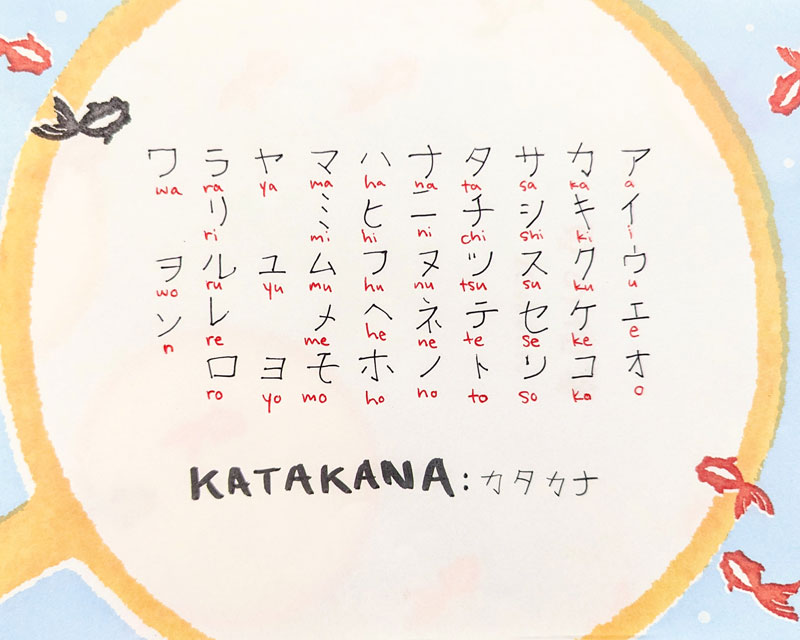 ワ ラ ヤ マ ハ ナ タ サ カ ア
wa ra ya ma ha na ta sa ka a
リ ミ ヒ ニ チ シ キ イ
ri mi hi ni chi shi ki i
ヲ ル ユ ム フ ヌ ツ ス ク ウ
wo ru yu mu hu nu tsu su ku u
ン レ メ ヘ ネ テ セ ケ エ
n re me he ne te se ke e
ロ ヨ モ ホ ノ ト ソ コ オ
ro yo mo ho no to so ko o
KATAKANA: カタカナ